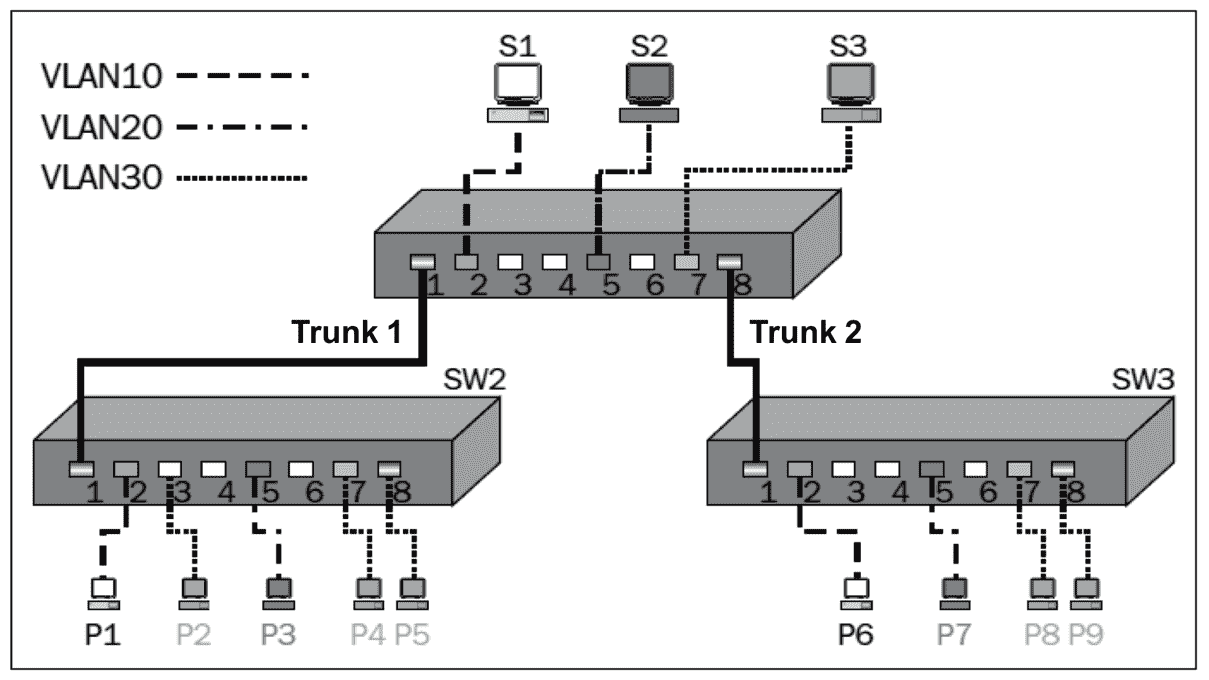 S1 S2 S3
VLAN10
VLAN20
VLAN30
1 2 3 4 5 6 7 8
Trunk 1 Trunk 2
SW2 SW3
1 2 3 4 5 6 7 8
1 2 3 4 5 6 7 8
P1 P2 P3 P4 P5
P6 P7 P8 P9